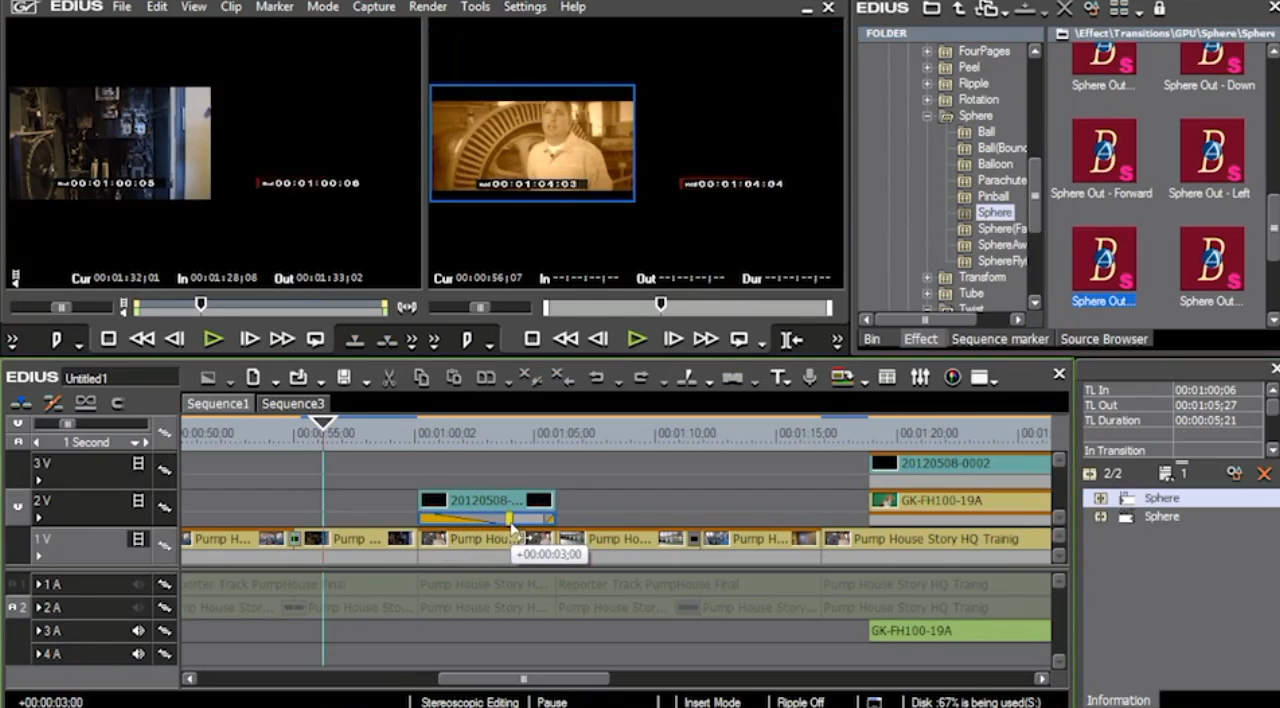 EDIUS File Edit View Clip Marker Mode Capture Render Tools Settings Help
00:01:00:05
00:01:00:06
00:01:04:03
00:01:04:04
Cur 00:01:32;01 In 00:01:28;08 Out 00:01:33;02
Cur 00:00:56;07 In --:--:--;-- Out --:--:--;-- Dur --:--:--;--
EDIUS
FOLDER
\Effect\Transitions\GPU\Sphere\Sphere
FourPages
Peel
Ripple
Rotation
Sphere
Ball
Ball(Bounc
Balloon
Parachute
Pinball
Sphere
Sphere(Fa
SphereAw
SphereFly
Transform
Tube
Twist
Sphere Out... Sphere Out - Down
Sphere Out - Forward Sphere Out - Left
Sphere Out... Sphere Out...
Bin Effect Sequence marker Source Browser
EDIUS Untitled1
Sequence1 Sequence3
1 Second
0:00:50;00 00:00:55;00 00:01:00;02 00:01:05;00 00:01:10;00 00:01:15;00 00:01:20;00 00:01:
3 V 20120508-0002
2 V 20120508-... GK-FH100-19A
1 V Pump H... Pump ... Pump Hou... Pump Ho... Pump H... Pump House Story HQ Trainig
+00:00:03;00
1 A porter Track PumpHouse Final Pump House Story H... Reporter Track PumpHouse Final Pump House Story HQ Trainig
A 2 2 A mp House Stor... Pump House Sto... Pump House Story H... Pump House Stor... Pump House Story... Pump House Story HQ Trainig
3 A GK-FH100-19A
4 A
TL In 00:01:00;06
TL Out 00:01:05;27
TL Duration 00:00:05;21
In Transition
2/2 1
Sphere
Sphere
Information
+00:00:03;00 Stereoscopic Editing Pause Insert Mode Ripple Off Disk :67% is being used(S:)